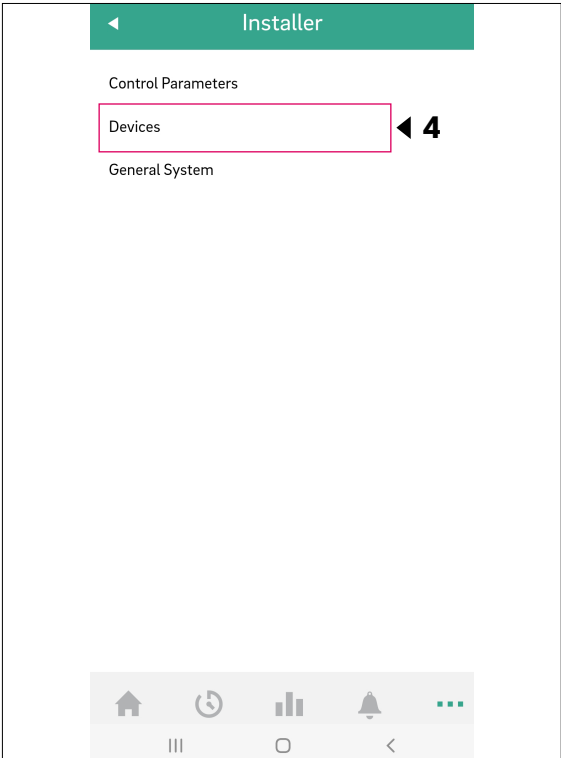 Installer
Control Parameters
Devices
4
General System